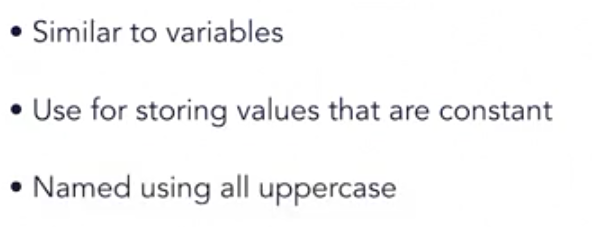 • Similar to variables
• Use for storing values that are constant
• Named using all uppercase